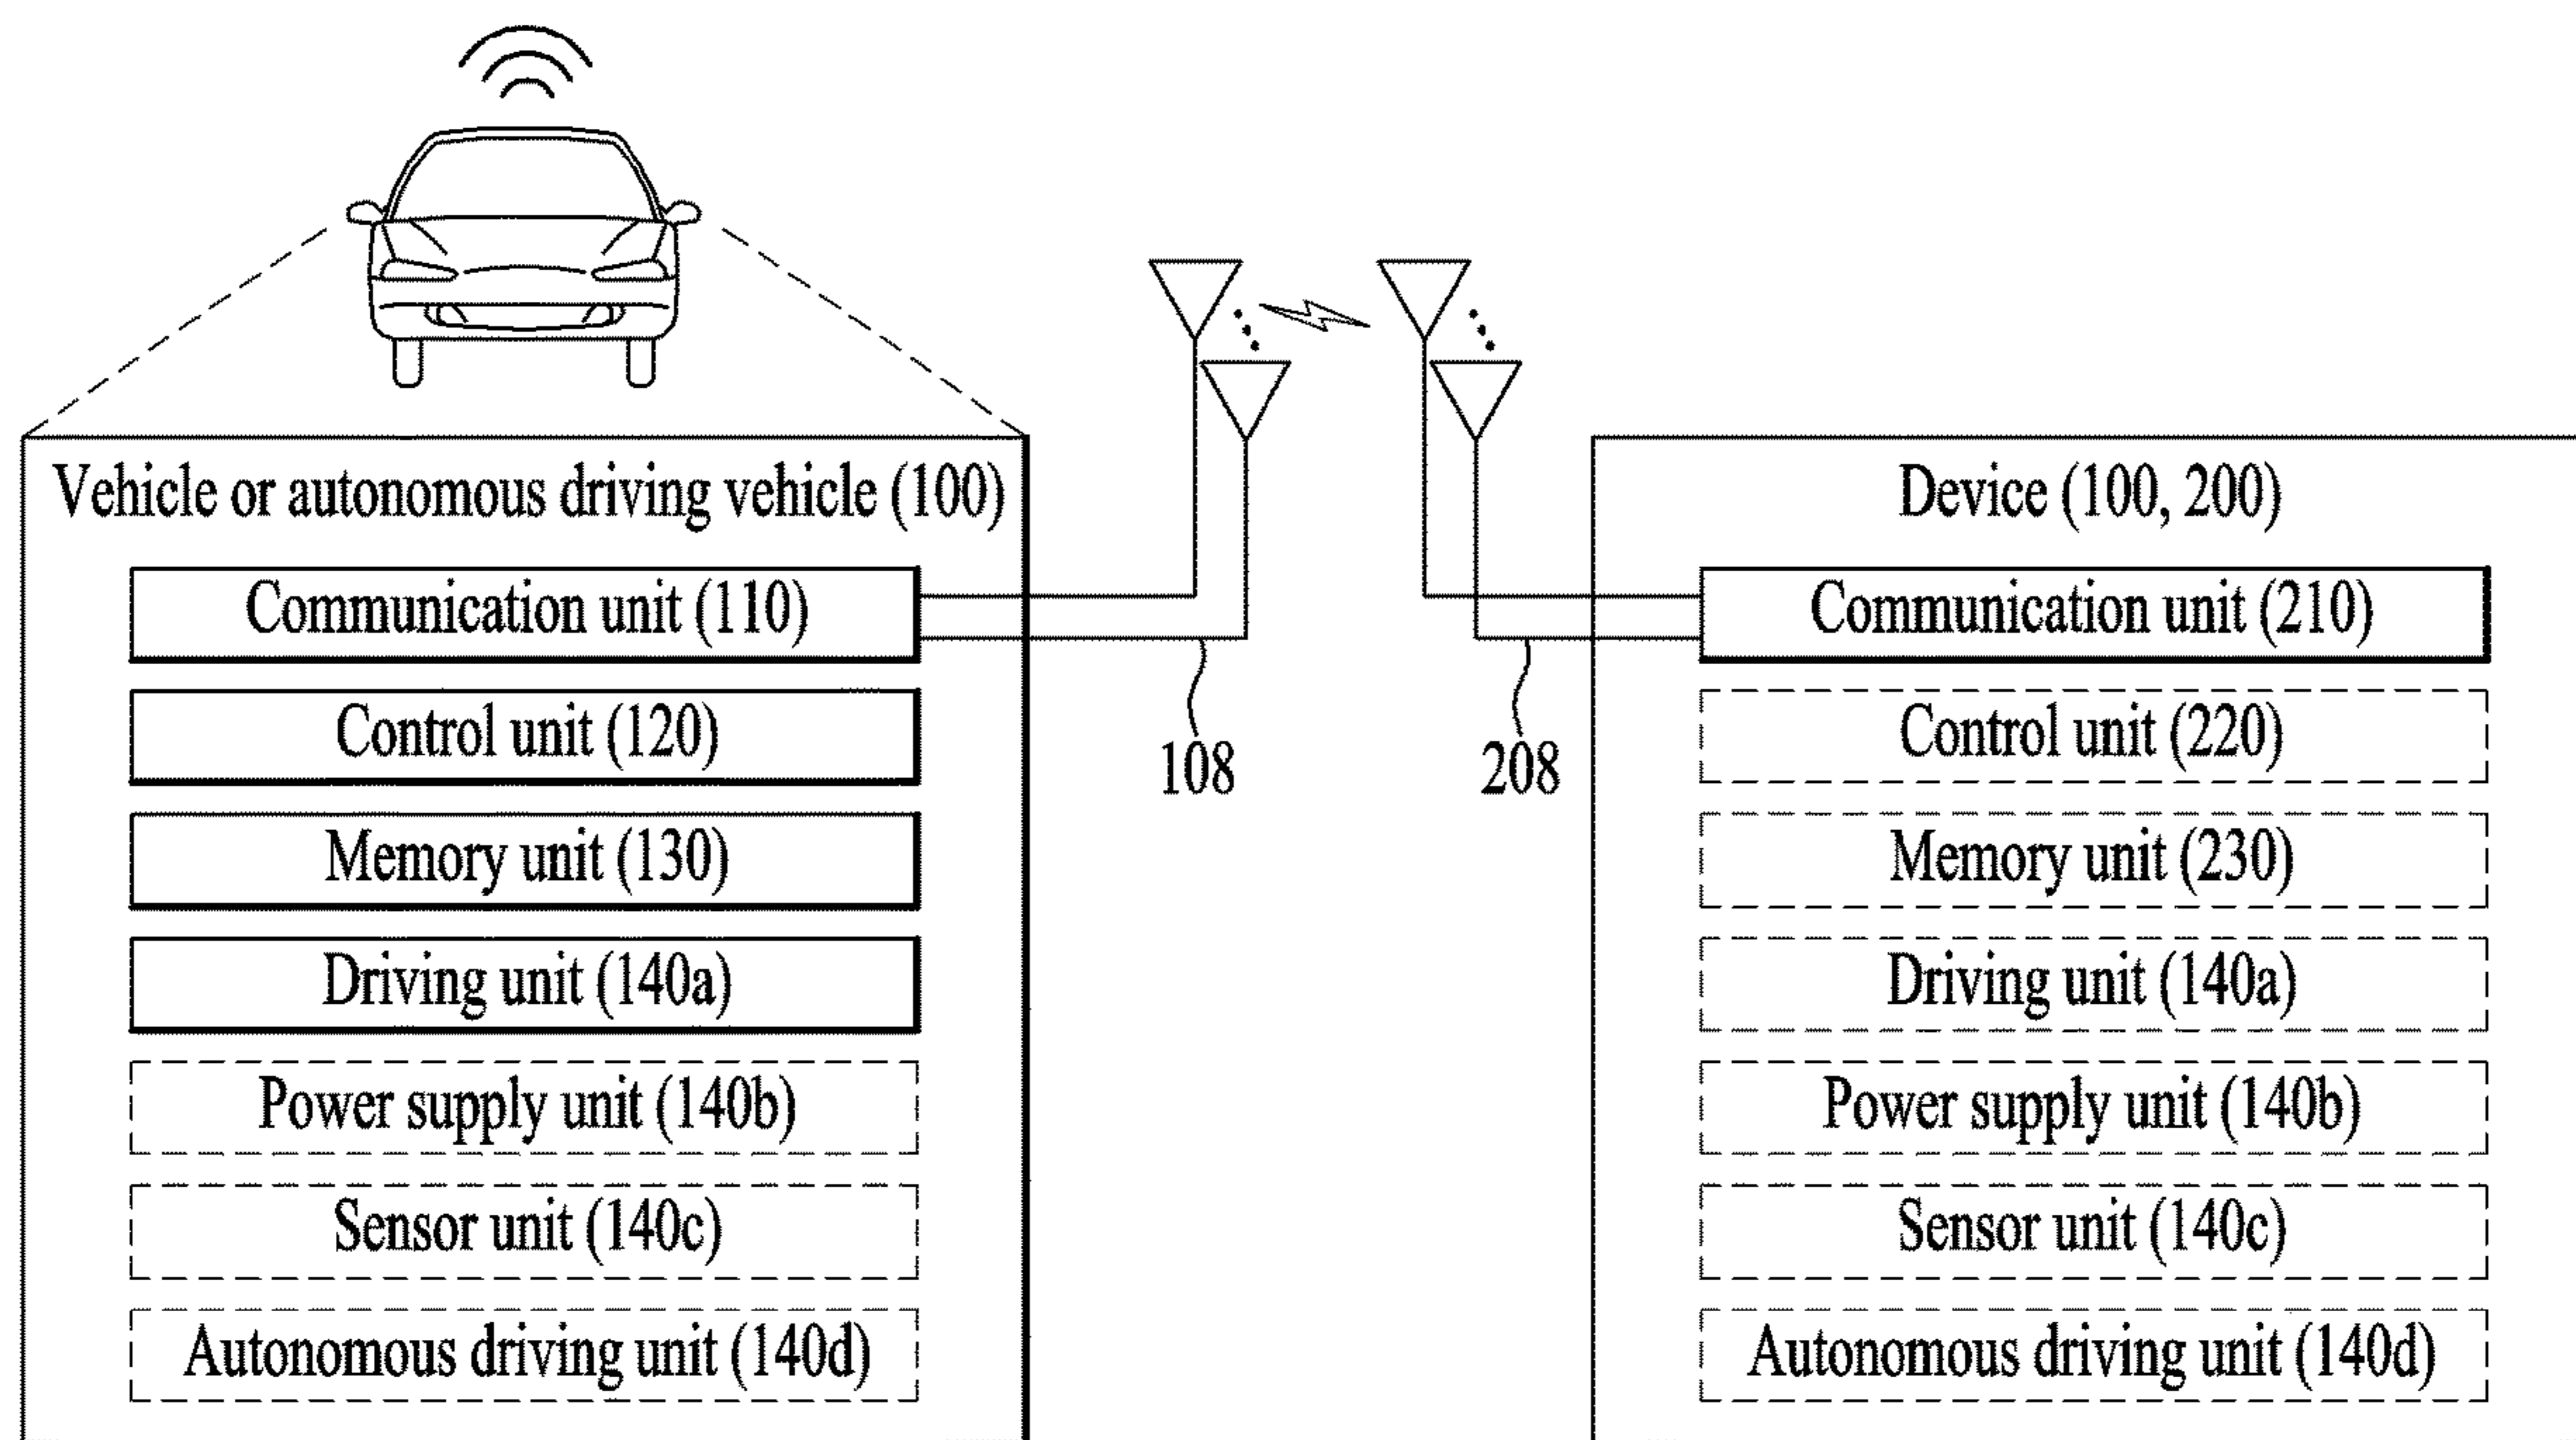 Vehicle or autonomous driving vehicle (100)
Communication unit (110)
Control unit (120)
Memory unit (130)
Driving unit (140a)
Power supply unit (140b)
Sensor unit (140c)
Autonomous driving unit (140d)
108
208
Device (100, 200)
Communication unit (210)
Control unit (220)
Memory unit (230)
Driving unit (140a)
Power supply unit (140b)
Sensor unit (140c)
Autonomous driving unit (140d)